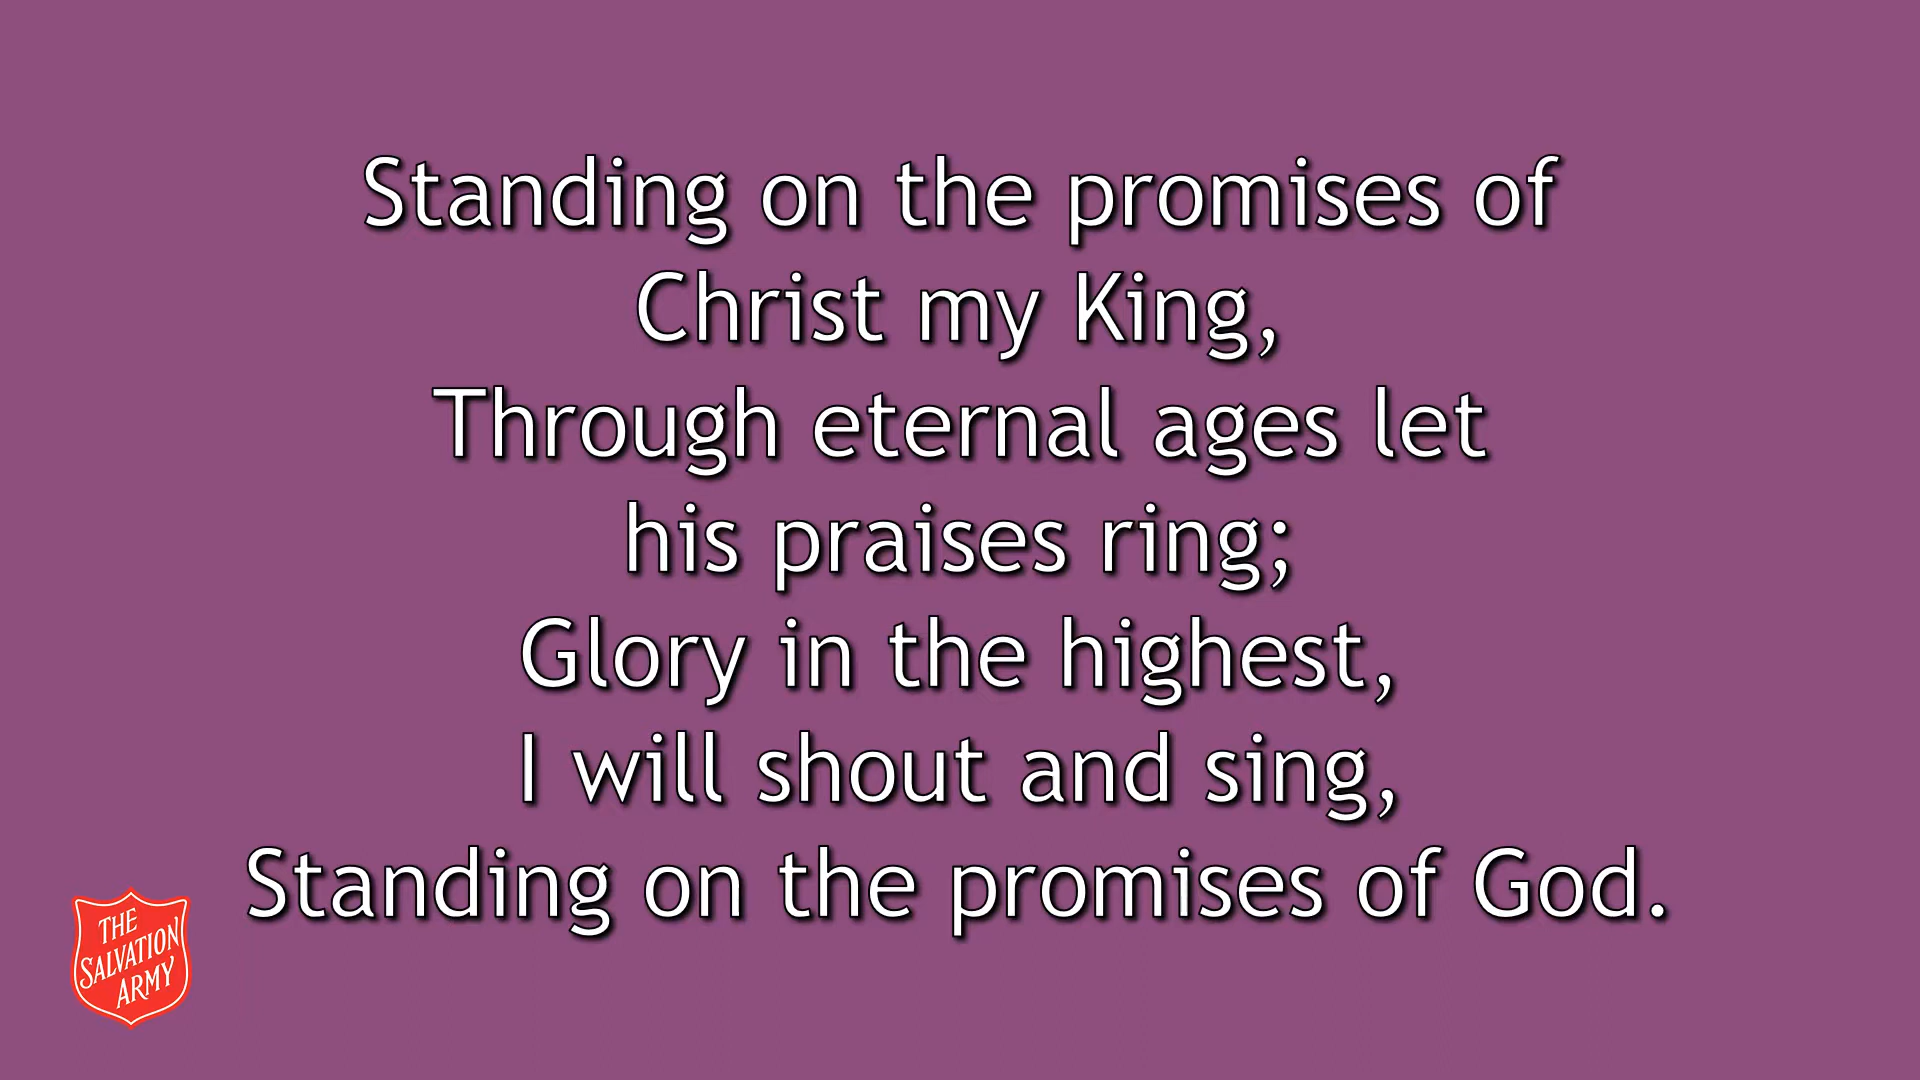 Standing on the promises of
Christ my King,
Through eternal ages let
his praises ring;
Glory in the highest,
I will shout and sing,
Standing on the promises of God.
THE
SALVATION
ARMY